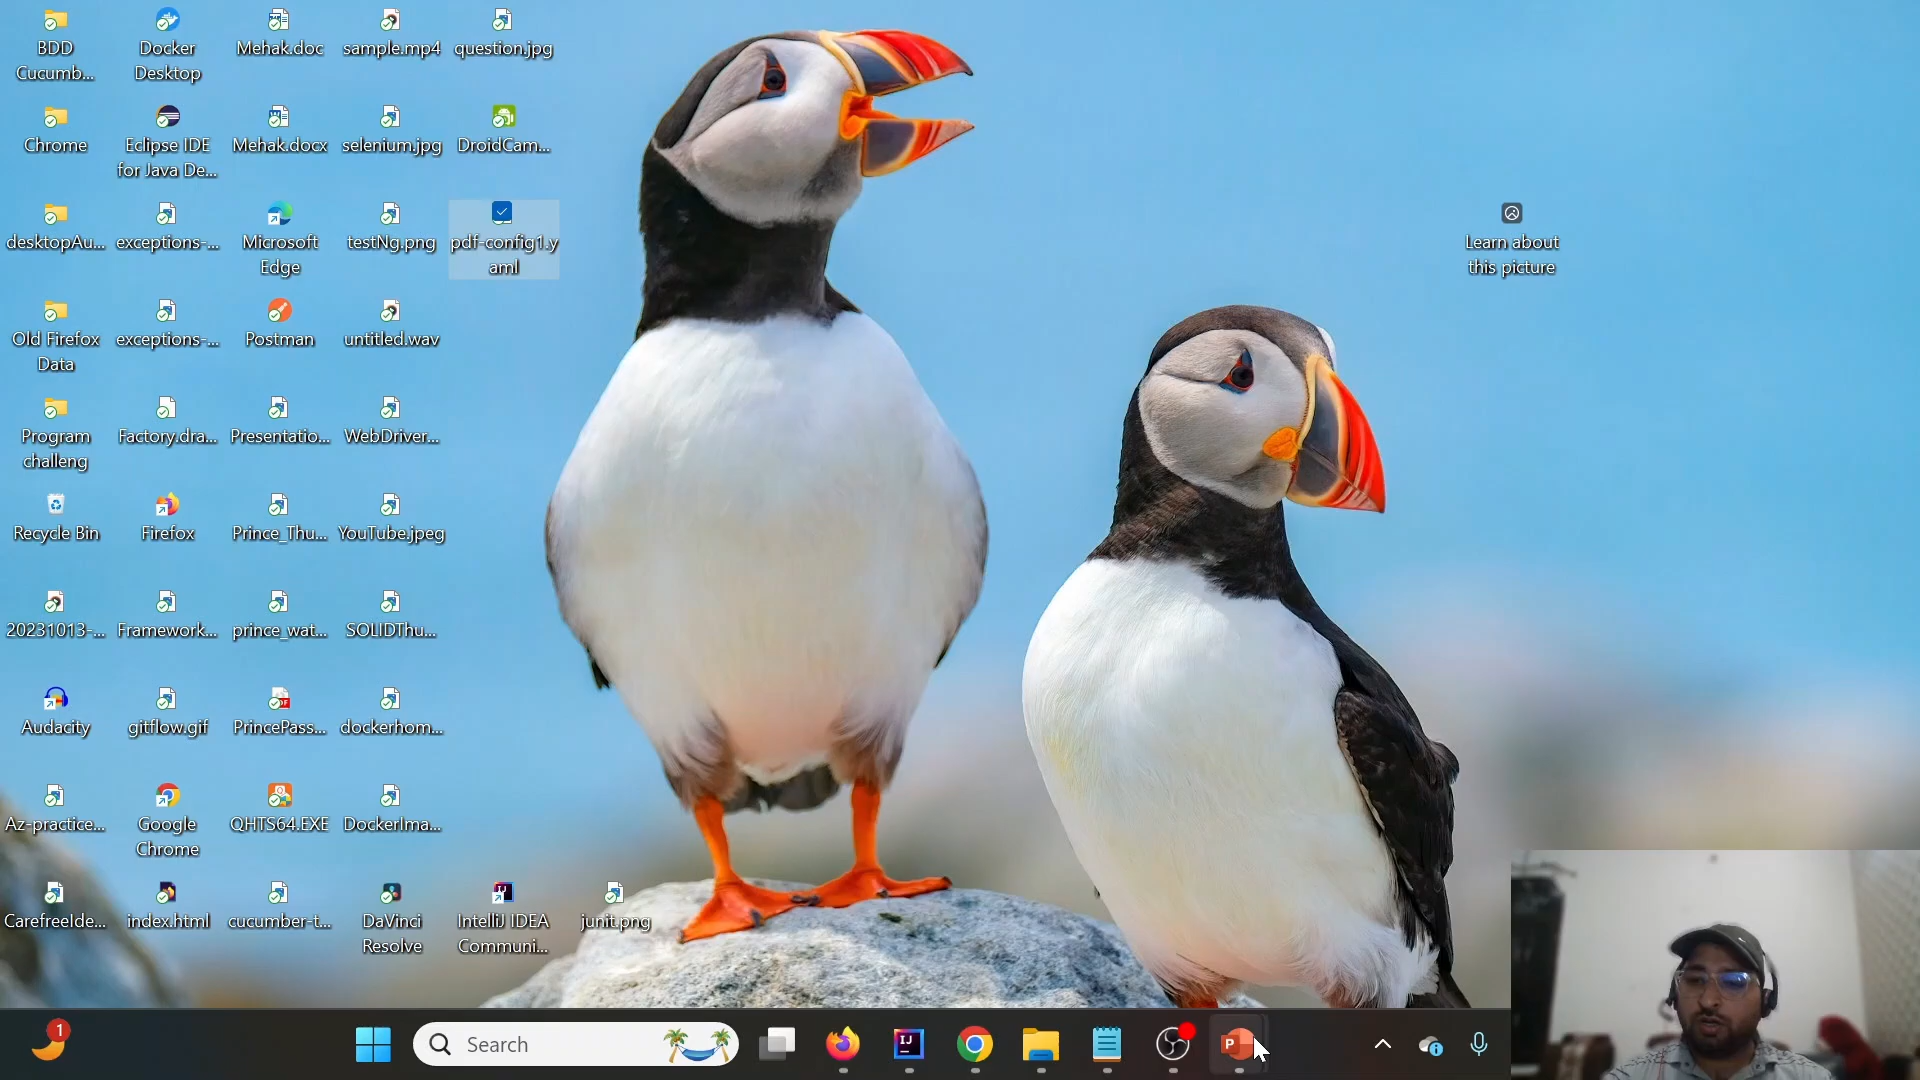 BDD
Cucumb...
Docker
Desktop
Mehak.doc
sample.mp4
question.jpg
Chrome
Eclipse IDE
for Java De...
Mehak.docx
selenium.jpg
DroidCam...
desktopAu...
exceptions-...
Microsoft
Edge
testNg.png
pdf-config1.y
aml
Learn about
this picture
Old Firefox
Data
exceptions-...
Postman
untitled.wav
Program
challeng
Factory.dra...
Presentatio...
WebDriver...
Recycle Bin
Firefox
Prince_Thu...
YouTube.jpeg
20231013-...
Framework...
prince_wat...
SOLIDThu...
Audacity
gitflow.gif
PrincePass...
dockerhom...
Az-practice...
Google
Chrome
QHTS64.EXE
DockerIma...
CarefreeIde...
index.html
cucumber-t...
DaVinci
Resolve
IntelliJ IDEA
Communi...
junit.png
1
Search
IJ
P